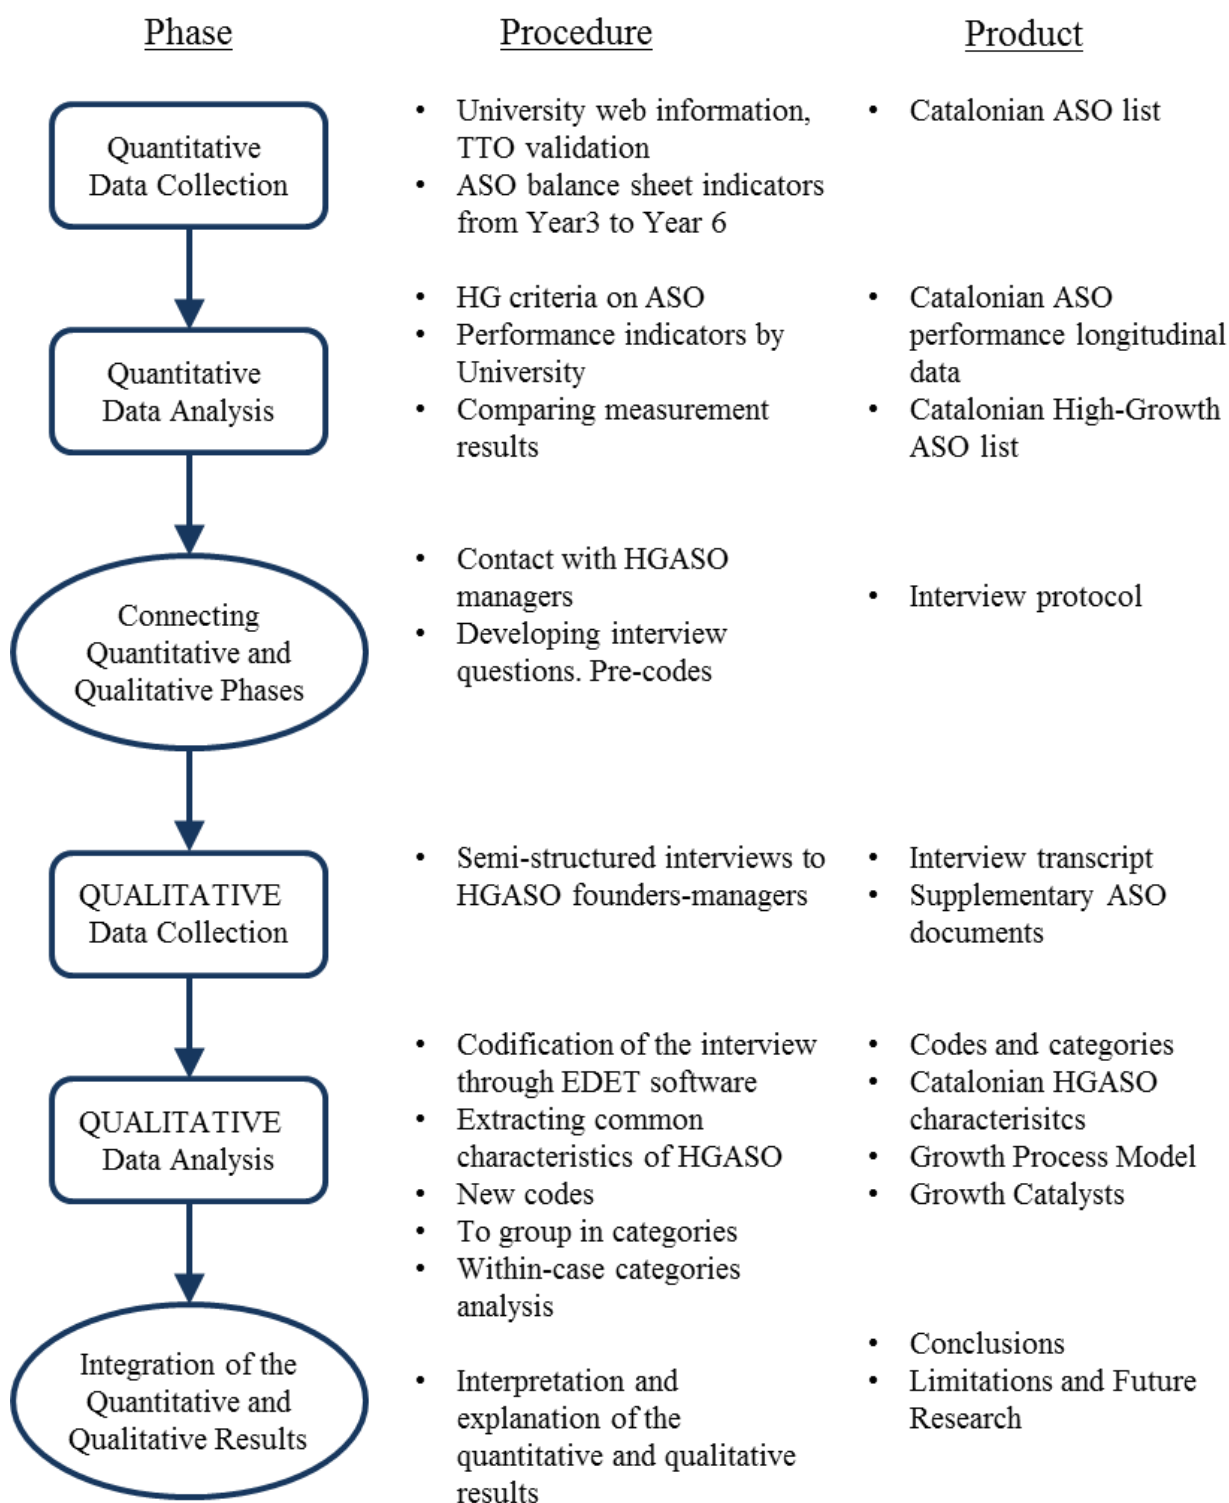 Phase
Procedure
Product
Quantitative
Data Collection
• University web information,
TTO validation
• ASO balance sheet indicators
from Year3 to Year 6
• Catalonian ASO list
Quantitative
Data Analysis
• HG criteria on ASO
• Performance indicators by
University
• Comparing measurement
results
• Catalonian ASO
performance longitudinal
data
• Catalonian High-Growth
ASO list
Connecting
Quantitative and
Qualitative Phases
• Contact with HGASO
managers
• Developing interview
questions. Pre-codes
• Interview protocol
QUALITATIVE
Data Collection
• Semi-structured interviews to
HGASO founders-managers
• Interview transcript
• Supplementary ASO
documents
QUALITATIVE
Data Analysis
• Codification of the interview
through EDET software
• Extracting common
characteristics of HGASO
• New codes
• To group in categories
• Within-case categories
analysis
• Codes and categories
• Catalonian HGASO
characterisitcs
• Growth Process Model
• Growth Catalysts
Integration of the
Quantitative and
Qualitative Results
• Interpretation and
explanation of the
quantitative and qualitative
results
• Conclusions
• Limitations and Future
Research